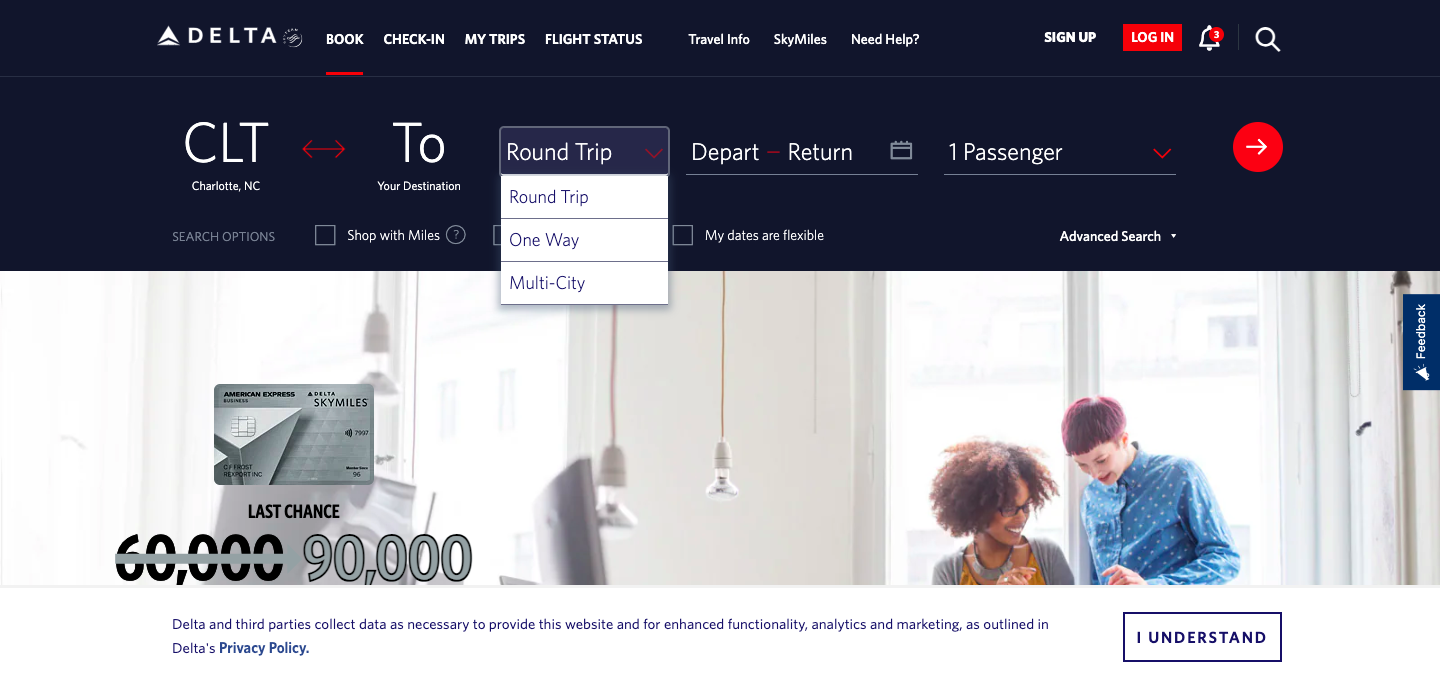 DELTA
BOOK
CHECK-IN
MY TRIPS
FLIGHT STATUS
Travel Info
SkyMiles
Need Help?
SIGN UP
LOG IN
3
CLT
Charlotte, NC
To
Your Destination
Round Trip
Depart – Return
1 Passenger
Round Trip
One Way
Multi-City
SEARCH OPTIONS
Shop with Miles
?
My dates are flexible
Advanced Search
Feedback
AMERICAN EXPRESS
BUSINESS
DELTA
SKYMILES
7997
C F FROST
REXPORT INC
Member Since
96
LAST CHANCE
60,000 90,000
Delta and third parties collect data as necessary to provide this website and for enhanced functionality, analytics and marketing, as outlined in
Delta's Privacy Policy.
I UNDERSTAND